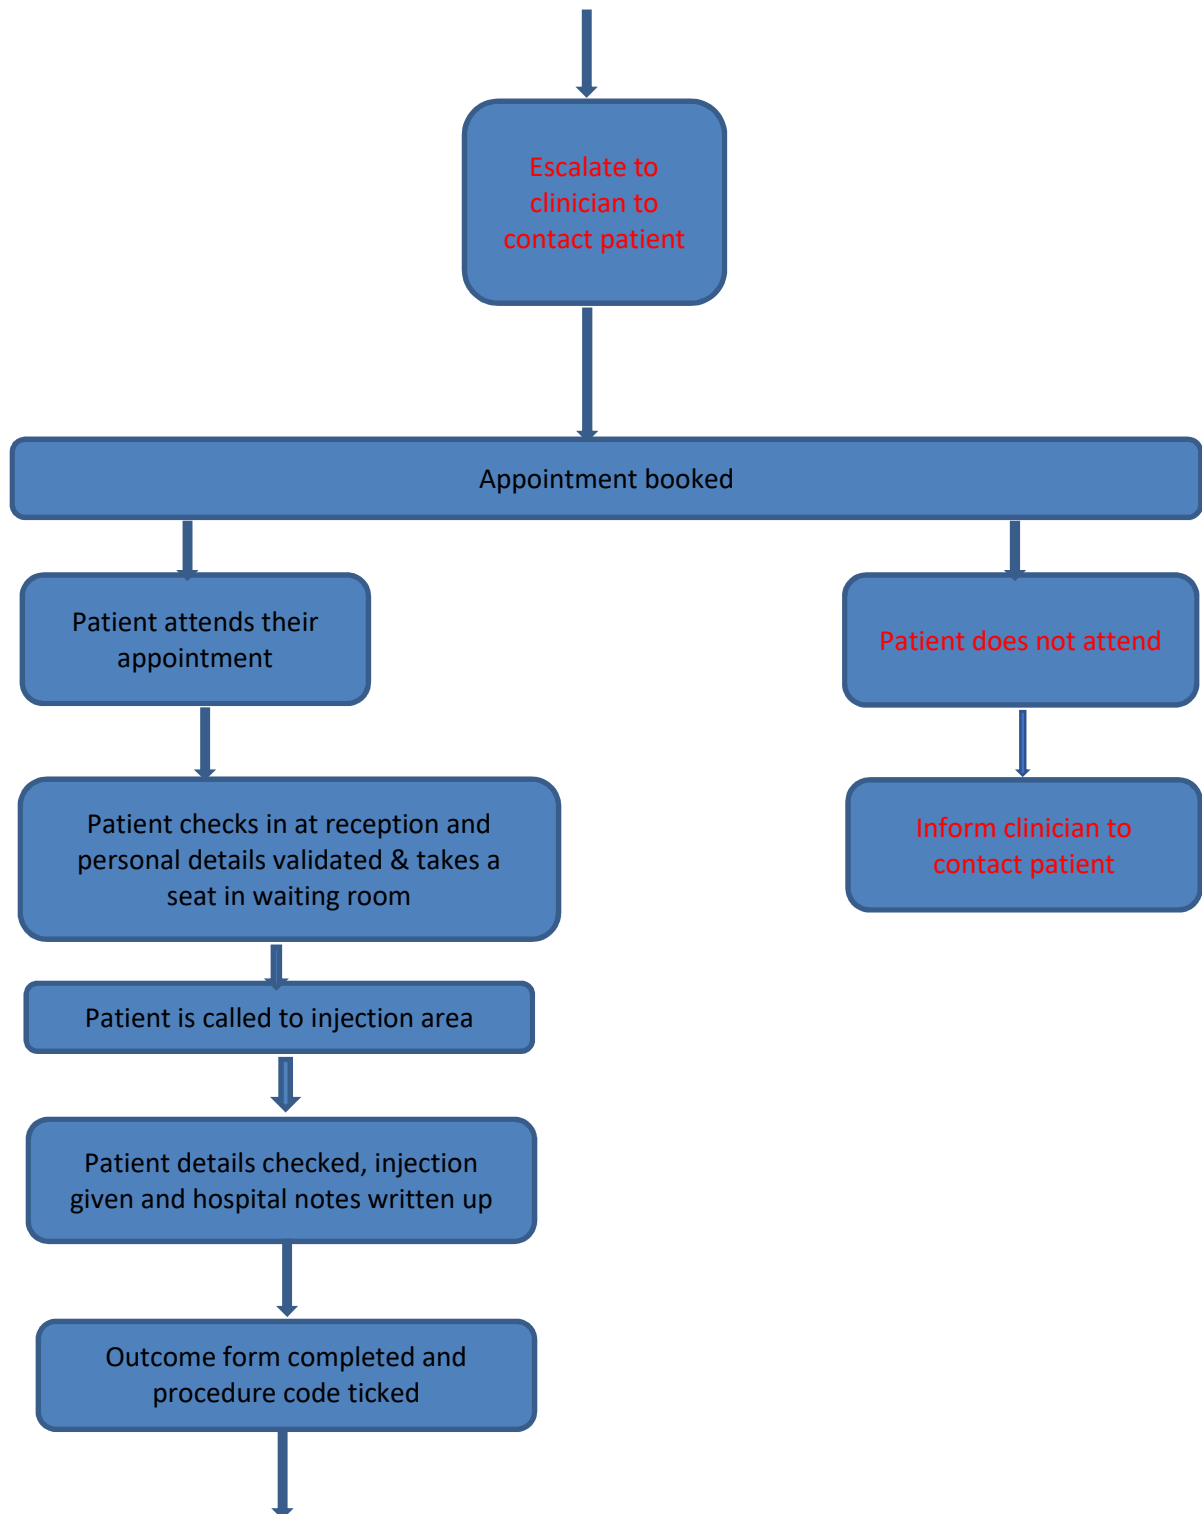 Escalate to
clinician to
contact patient
Appointment booked
Patient attends their
appointment
Patient does not attend
Patient checks in at reception and
personal details validated & takes a
seat in waiting room
Inform clinician to
contact patient
Patient is called to injection area
Patient details checked, injection
given and hospital notes written up
Outcome form completed and
procedure code ticked